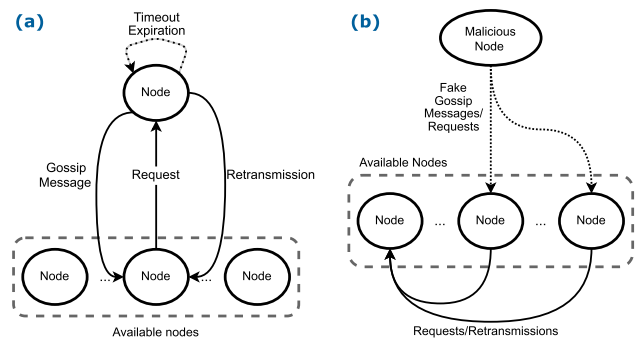 (a)
Timeout
Expiration
Node
Gossip
Message
Request
Retransmission
Node
...
Node
...
Node
Available nodes
(b)
Malicious
Node
Fake
Gossip
Messages/
Requests
Available Nodes
Node
...
Node
...
Node
Requests/Retransmissions